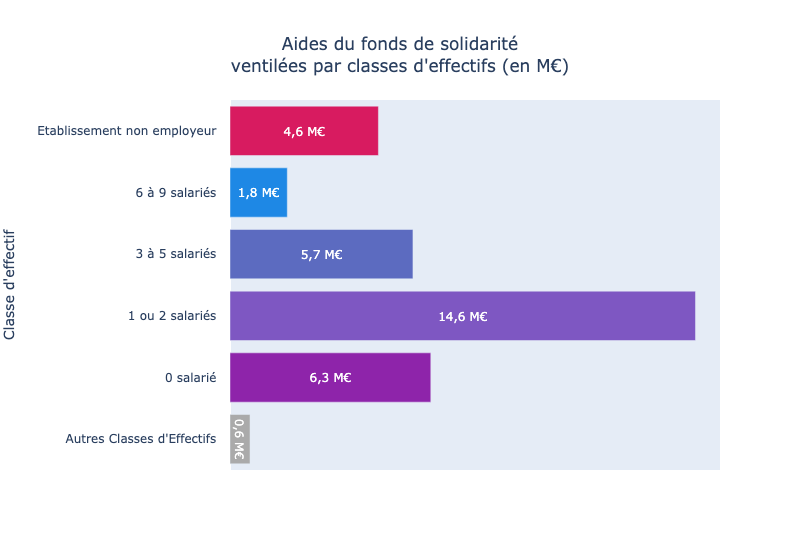 Aides du fonds de solidarité
ventilées par classes d'effectifs (en M€)
Classe d'effectif
Etablissement non employeur
4,6 M€
6 à 9 salariés
1,8 M€
3 à 5 salariés
5,7 M€
1 ou 2 salariés
14,6 M€
0 salarié
6,3 M€
Autres Classes d'Effectifs
0,6 M€